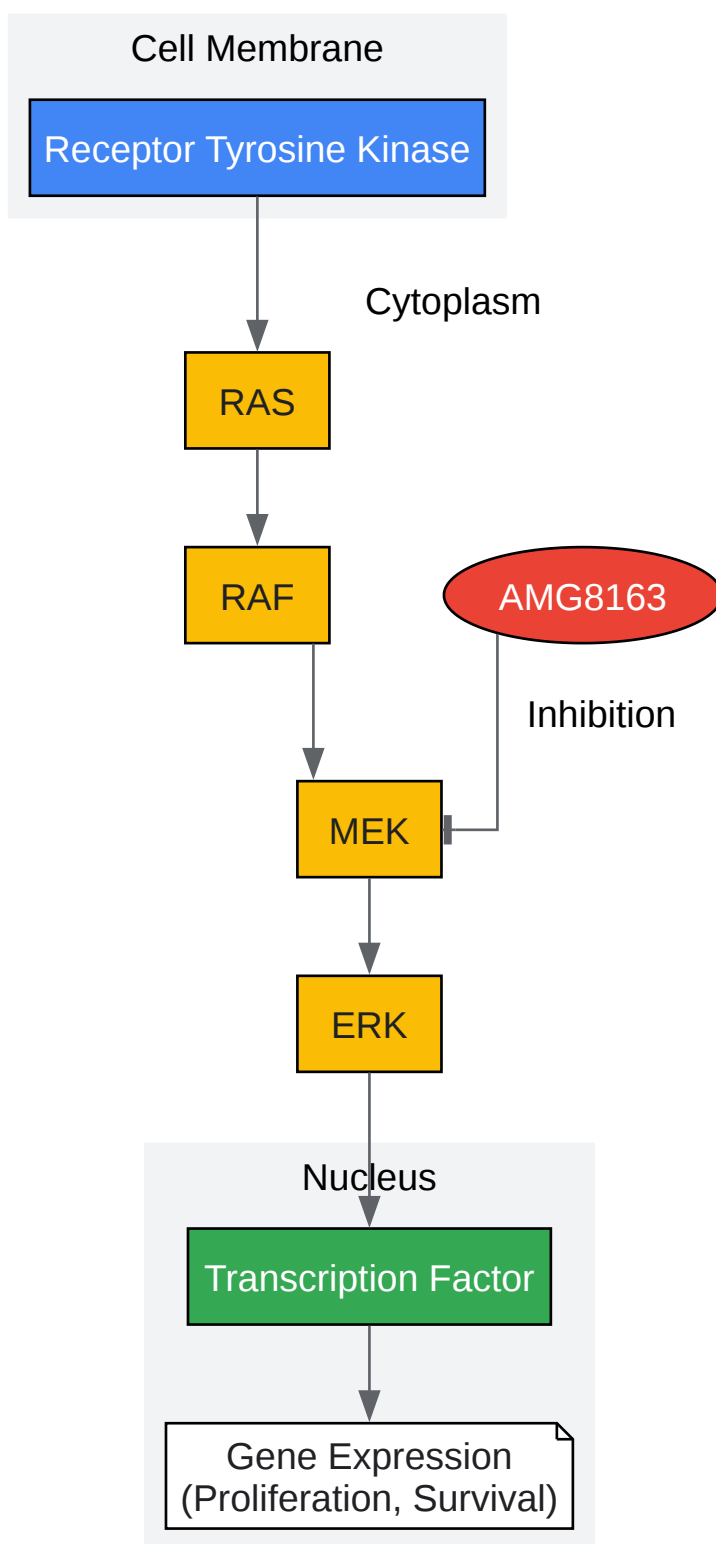 Cell Membrane
Receptor Tyrosine Kinase
Cytoplasm
RAS
RAF
AMG8163
Inhibition
MEK
ERK
Nucleus
Transcription Factor
Gene Expression
(Proliferation, Survival)